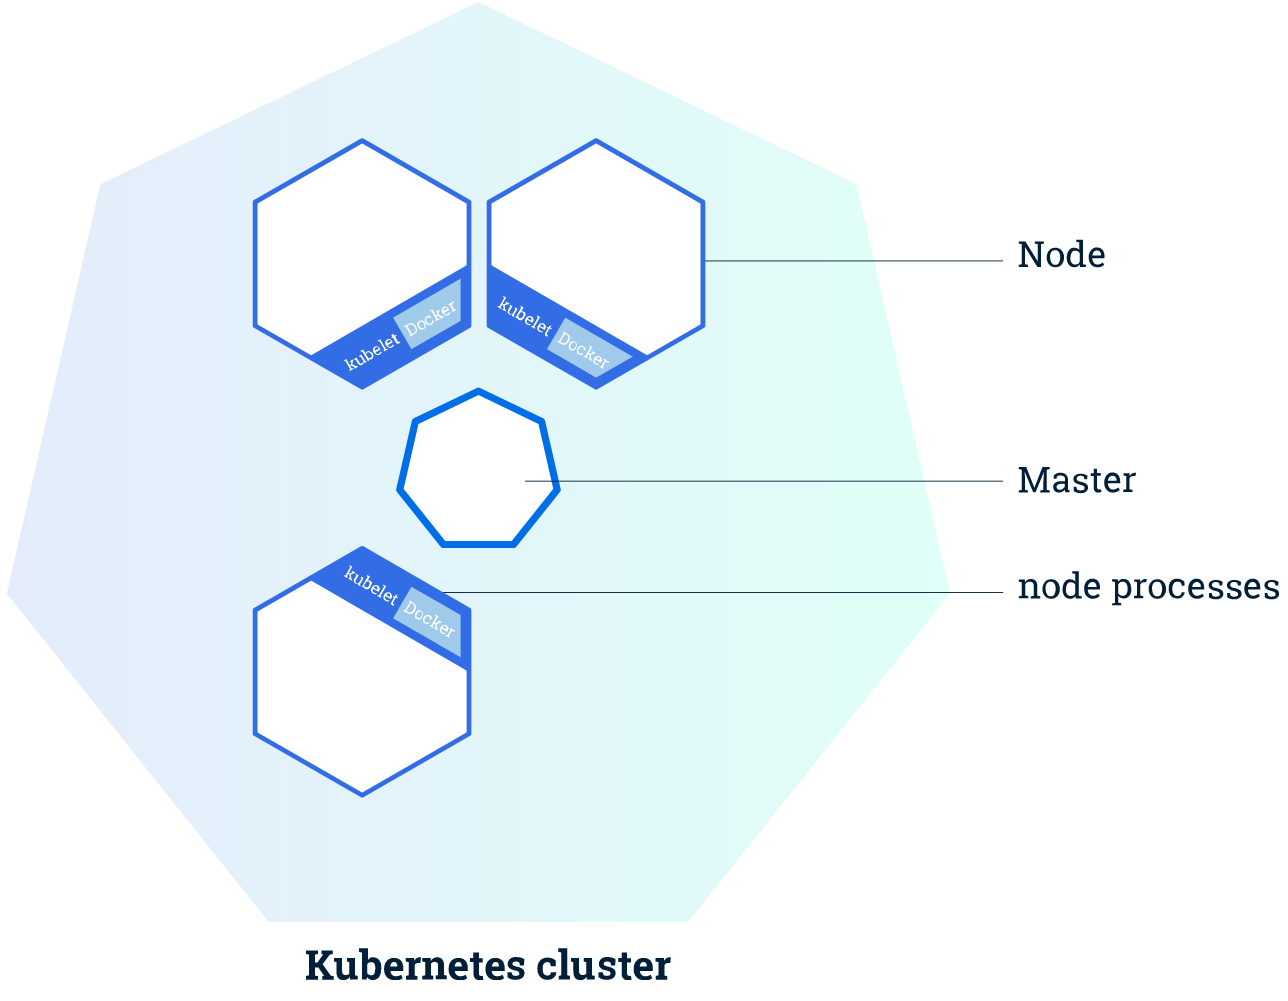 Node
kubelet Docker
kubelet Docker
Master
kubelet Docker
node processes
Kubernetes cluster